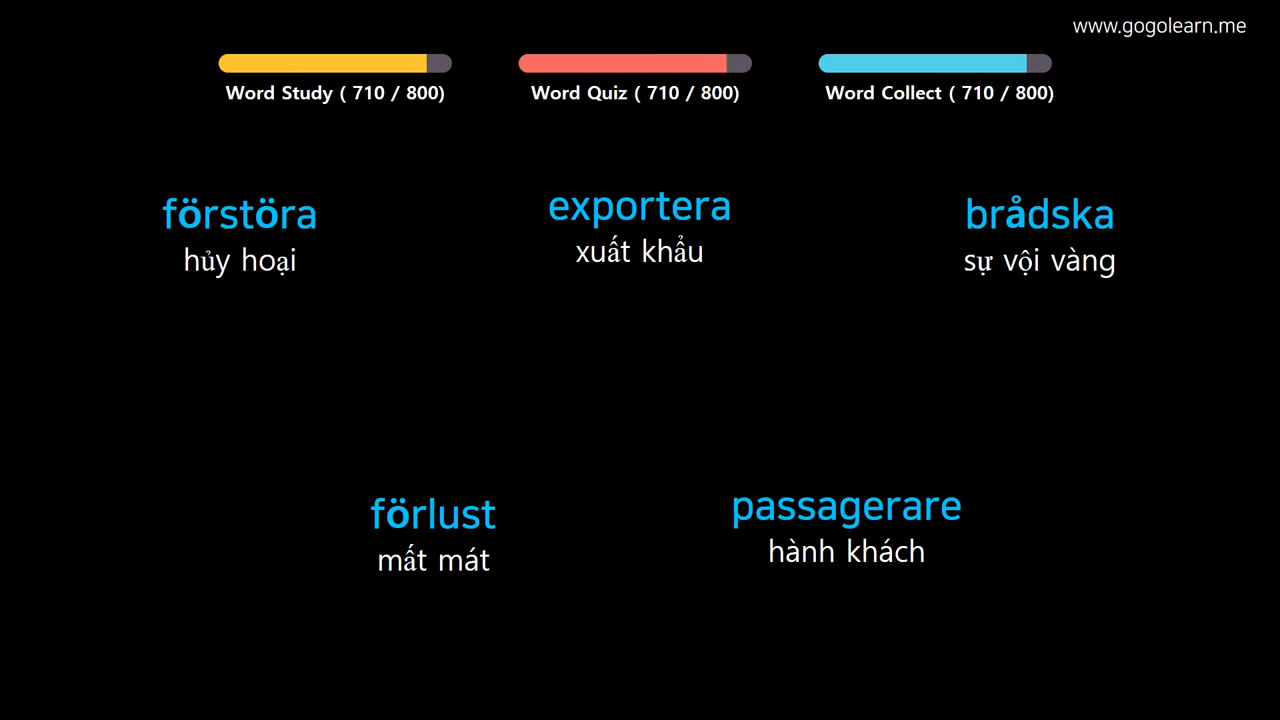 www.gogolearn.me
Word Study ( 710 / 800)
Word Quiz ( 710 / 800)
Word Collect ( 710 / 800)
förstöra
hủy hoại
exportera
xuất khẩu
brådska
sự vội vàng
förlust
mất mát
passagerare
hành khách